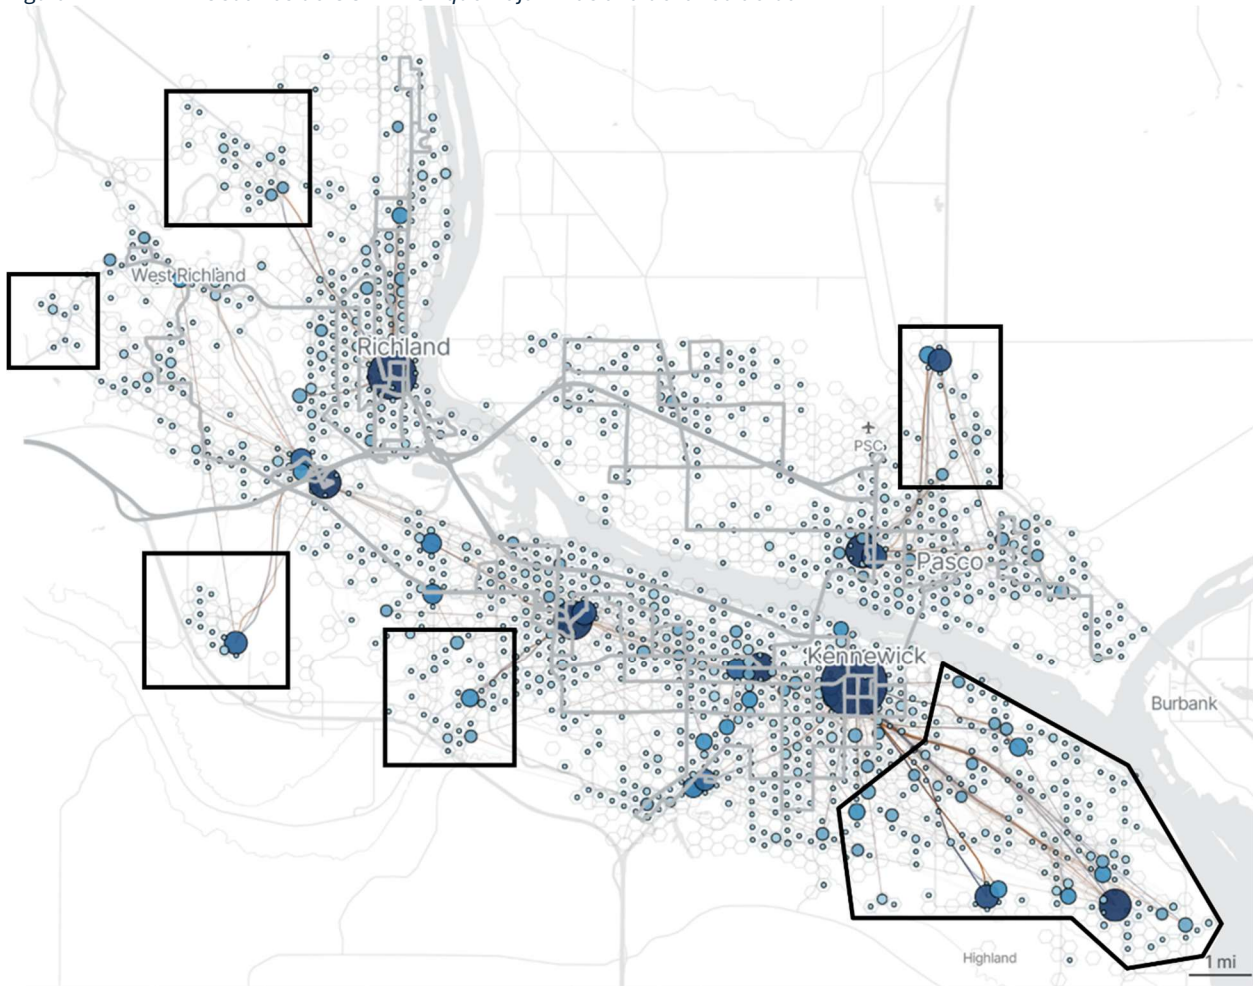 West Richland
Richland
PSC
Pasco
Kennewick
Burbank
Highland
1 mi